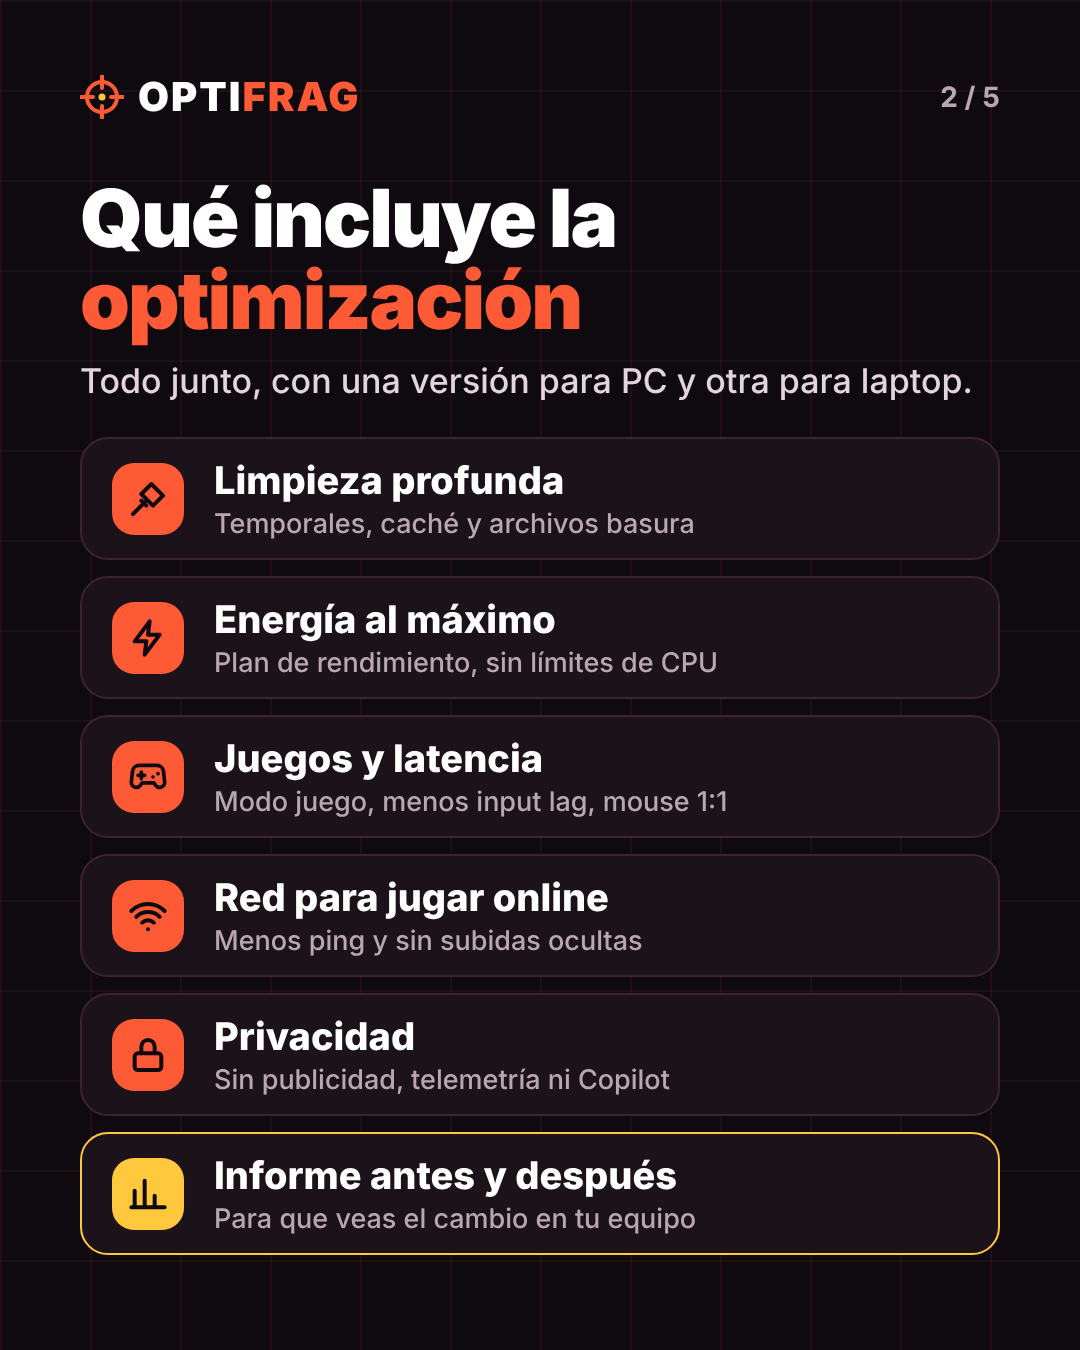 OPTIFRAG
2 / 5
Qué incluye la
optimización
Todo junto, con una versión para PC y otra para laptop.
Limpieza profunda
Temporales, caché y archivos basura
Energía al máximo
Plan de rendimiento, sin límites de CPU
Juegos y latencia
Modo juego, menos input lag, mouse 1:1
Red para jugar online
Menos ping y sin subidas ocultas
Privacidad
Sin publicidad, telemetría ni Copilot
Informe antes y después
Para que veas el cambio en tu equipo